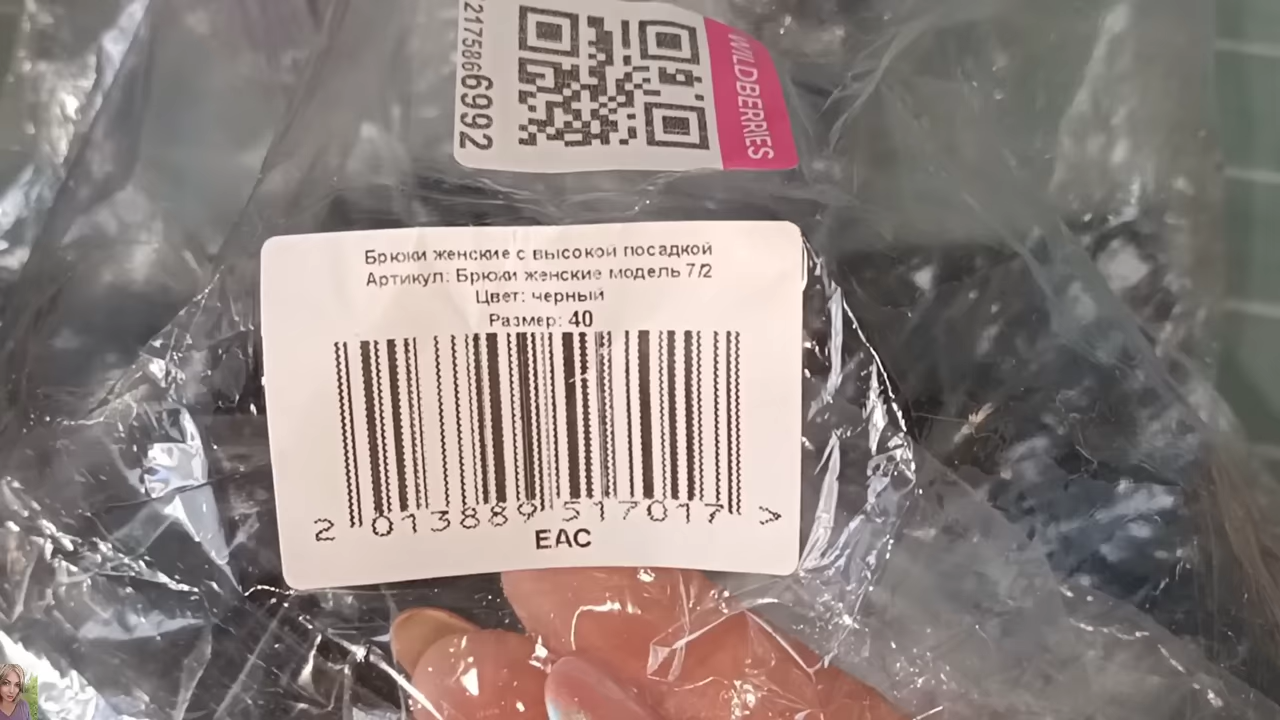 72175866992
WILDBERRIES
Брюки женские с высокой посадкой
Артикул: Брюки женские модель 7/2
Цвет: черный
Размер: 40
2 013889 517017 >
EAC